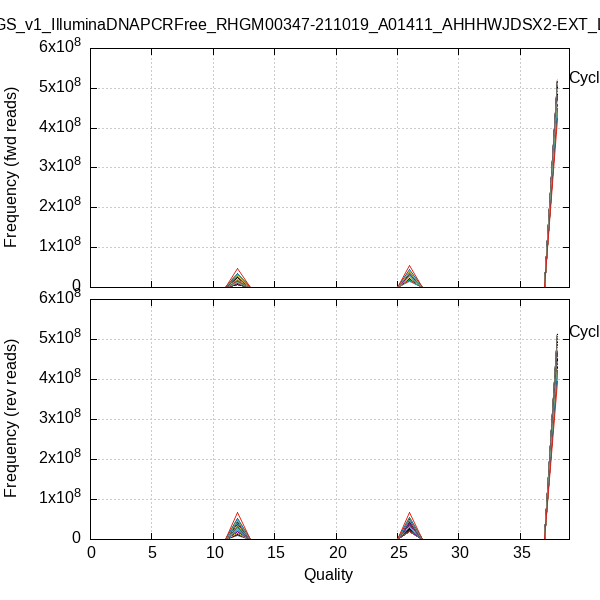 GS_v1_IlluminaDNAPCRFree_RHGM00347-211019_A01411_AHHHWJDSX2-EXT_L
6x10^8
5x10^8
4x10^8
3x10^8
2x10^8
1x10^8
0
Frequency (fwd reads)
Cycl
6x10^8
5x10^8
4x10^8
3x10^8
2x10^8
1x10^8
0
Frequency (rev reads)
Cycl
0 5 10 15 20 25 30 35
Quality